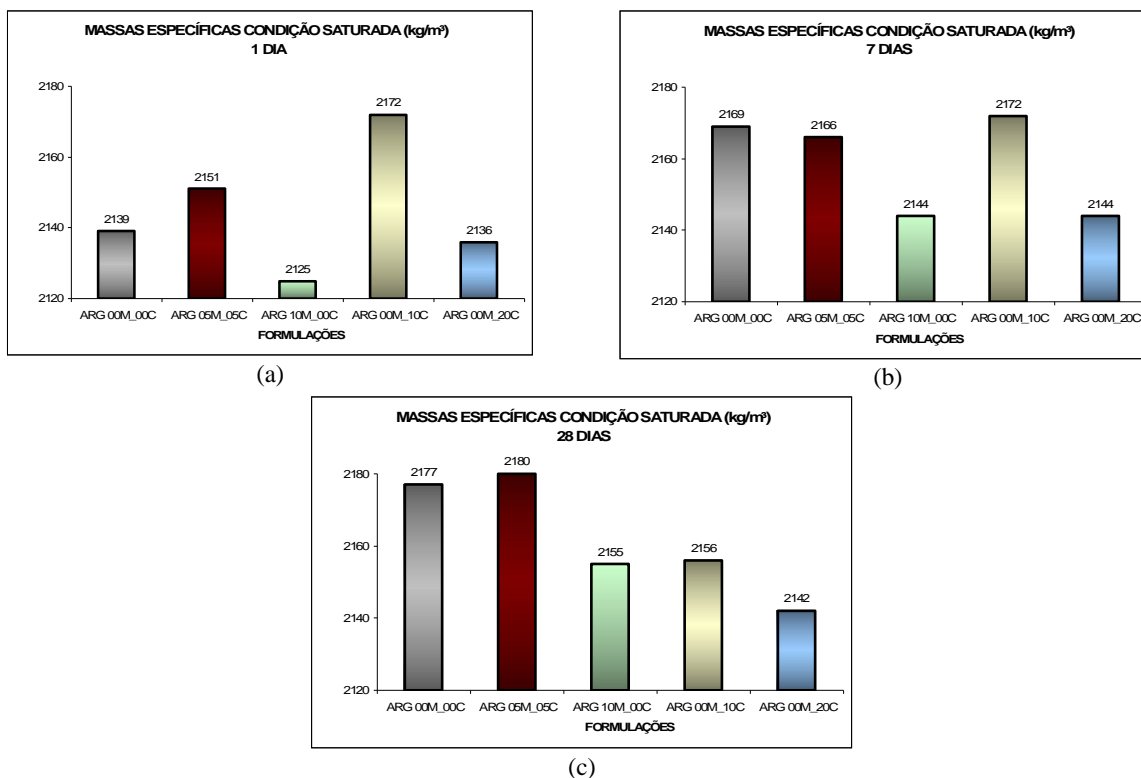 MASSAS ESPECÍFICAS CONDIÇÃO SATURADA (kg/m³)
1 DIA
2180
2160
2140
2120
2139
2151
2125
2172
2136
ARG 00M_00C ARG 05M_05C ARG 10M_00C ARG 00M_10C ARG 00M_20C
FORMULAÇÕES
(a)
MASSAS ESPECÍFICAS CONDIÇÃO SATURADA (kg/m³)
7 DIAS
2180
2160
2140
2120
2169
2166
2144
2172
2144
ARG 00M_00C ARG 05M_05C ARG 10M_00C ARG 00M_10C ARG 00M_20C
FORMULAÇÕES
(b)
MASSAS ESPECÍFICAS CONDIÇÃO SATURADA (kg/m³)
28 DIAS
2180
2160
2140
2120
2177
2180
2155
2156
2142
ARG 00M_00C ARG 05M_05C ARG 10M_00C ARG 00M_10C ARG 00M_20C
FORMULAÇÕES
(c)